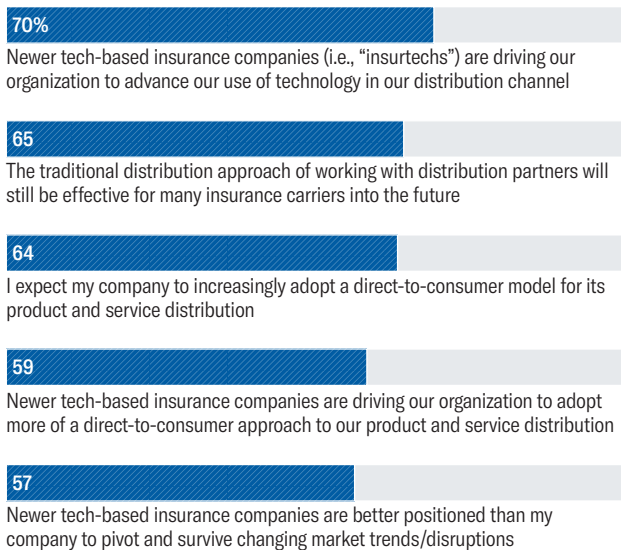 70%
Newer tech-based insurance companies (i.e., “insurtechs”) are driving our
organization to advance our use of technology in our distribution channel
65
The traditional distribution approach of working with distribution partners will
still be effective for many insurance carriers into the future
64
I expect my company to increasingly adopt a direct-to-consumer model for its
product and service distribution
59
Newer tech-based insurance companies are driving our organization to adopt
more of a direct-to-consumer approach to our product and service distribution
57
Newer tech-based insurance companies are better positioned than my
company to pivot and survive changing market trends/disruptions